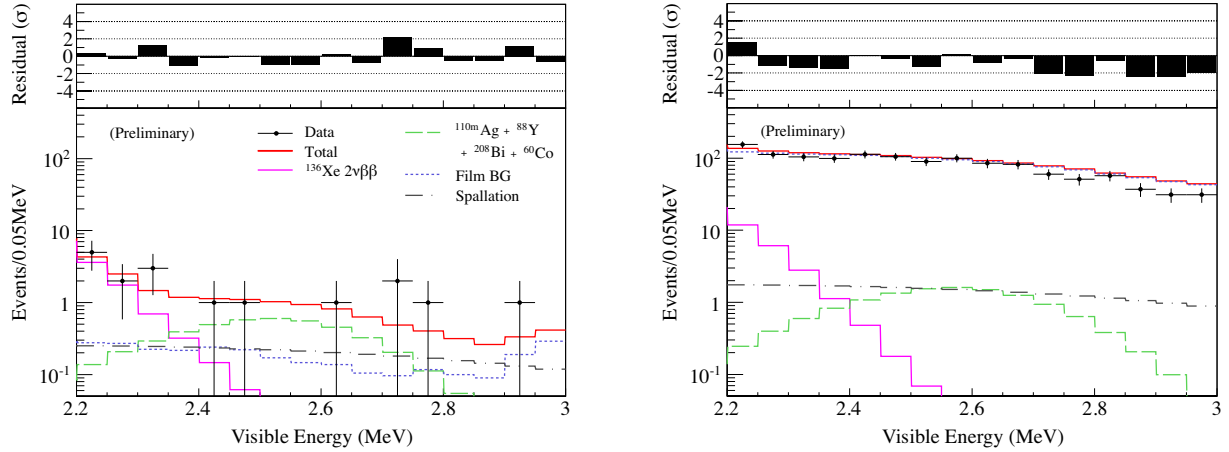 Residual (σ)
4
2
0
-2
-4
(Preliminary)
Data
Total
¹³⁶Xe 2νββ
¹¹⁰ᵐAg + ⁸⁸Y
+ ²⁰⁸Bi + ⁶⁰Co
Film BG
Spallation
Events/0.05MeV
10²
10
1
10⁻¹
2.2 2.4 2.6 2.8 3
Visible Energy (MeV)
Residual (σ)
4
2
0
-2
-4
(Preliminary)
Events/0.05MeV
10²
10
1
10⁻¹
2.2 2.4 2.6 2.8 3
Visible Energy (MeV)